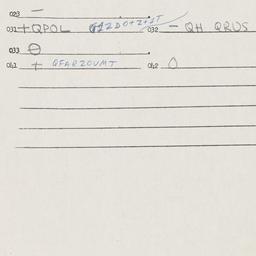 023 —
031 + QPOL 032 — QH QRUS
033 Θ
041 + QFARZOUMT 042 O